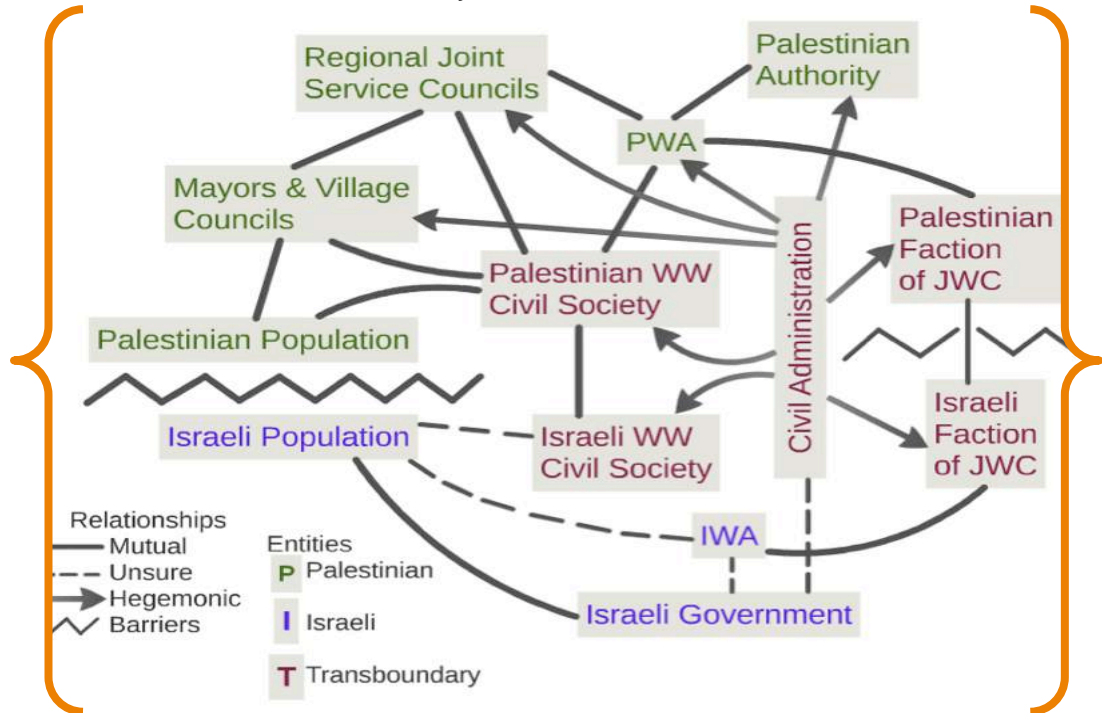 Regional Joint
Service Councils
Palestinian
Authority
PWA
Mayors & Village
Councils
Palestinian
Faction
of JWC
Civil Administration
Palestinian WW
Civil Society
Palestinian Population
Israeli Population
Israeli WW
Civil Society
Israeli
Faction
of JWC
IWA
Israeli Government
Relationships
Mutual
Unsure
Hegemonic
Barriers
Entities
P Palestinian
I Israeli
T Transboundary